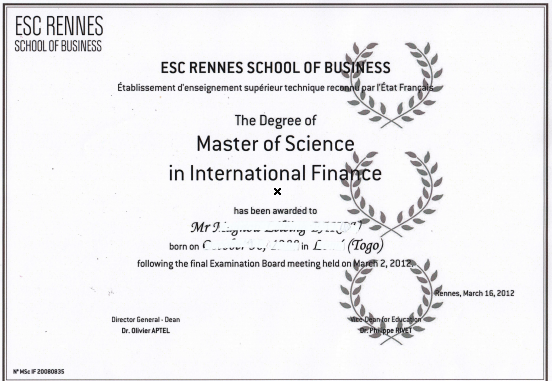 ESC RENNES
SCHOOL OF BUSINESS
ESC RENNES SCHOOL OF BUSINESS
Établissement d'enseignement supérieur technique reconnu par l'État Français
The Degree of
Master of Science
in International Finance
has been awarded to
Mr
born on in (Togo)
following the final Examination Board meeting held on March 2, 2012.
Rennes, March 16, 2012
Director General - Dean
Dr. Olivier APTEL
Vice Dean for Education
Dr. Philippe RIVET
N° MSc IF 20080835